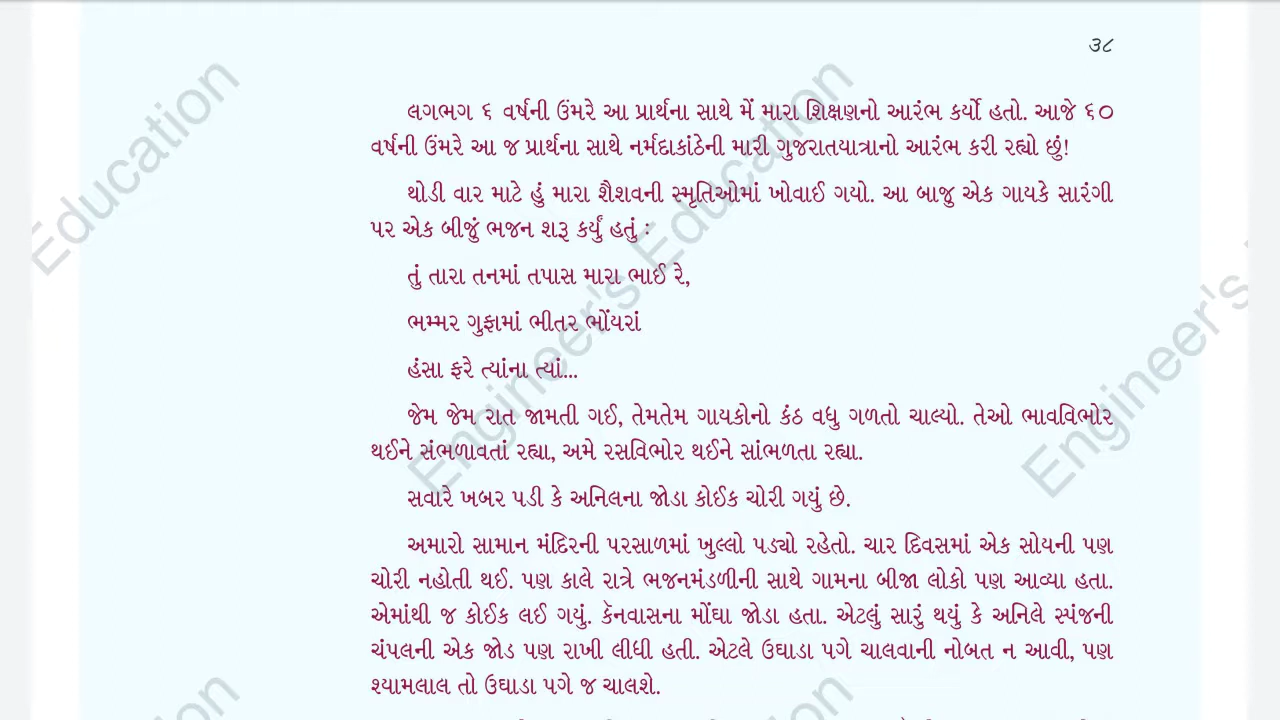 ૩૮
લગભગ ૬ વર્ષની ઉંમરે આ પ્રાર્થના સાથે મેં મારા શિક્ષણનો આરંભ કર્યો હતો. આજે ૬૦
વર્ષની ઉંમરે આ જ પ્રાર્થના સાથે નર્મદાકાંઠેની મારી ગુજરાતયાત્રાનો આરંભ કરી રહ્યો છું!
થોડી વાર માટે હું મારા શૈશવની સ્મૃતિઓમાં ખોવાઈ ગયો. આ બાજુ એક ગાયકે સારંગી
પર એક બીજું ભજન શરૂ કર્યું હતું :
તું તારા તનમાં તપાસ મારા ભાઈ રે,
ભમ્મર ગુફામાં ભીતર ભોંયરાં
હંસા ફરે ત્યાંના ત્યાં...
જેમ જેમ રાત જામતી ગઈ, તેમતેમ ગાયકોનો કંઠ વધુ ગળતો ચાલ્યો. તેઓ ભાવવિભોર
થઈને સંભળાવતાં રહ્યા, અમે રસવિભોર થઈને સાંભળતા રહ્યા.
સવારે ખબર પડી કે અનિલના જોડા કોઈક ચોરી ગયું છે.
અમારો સામાન મંદિરની પરસાળમાં ખુલ્લો પડ્યો રહેતો. ચાર દિવસમાં એક સોયની પણ
ચોરી નહોતી થઈ. પણ કાલે રાત્રે ભજનમંડળીની સાથે ગામના બીજા લોકો પણ આવ્યા હતા.
એમાંથી જ કોઈક લઈ ગયું. કૅનવાસના મોંઘા જોડા હતા. એટલું સારું થયું કે અનિલે સ્પંજની
ચંપલની એક જોડ પણ રાખી લીધી હતી. એટલે ઉઘાડા પગે ચાલવાની નોબત ન આવી, પણ
શ્યામલાલ તો ઉઘાડા પગે જ ચાલશે.
Engineer's Education
Engineer's
Education